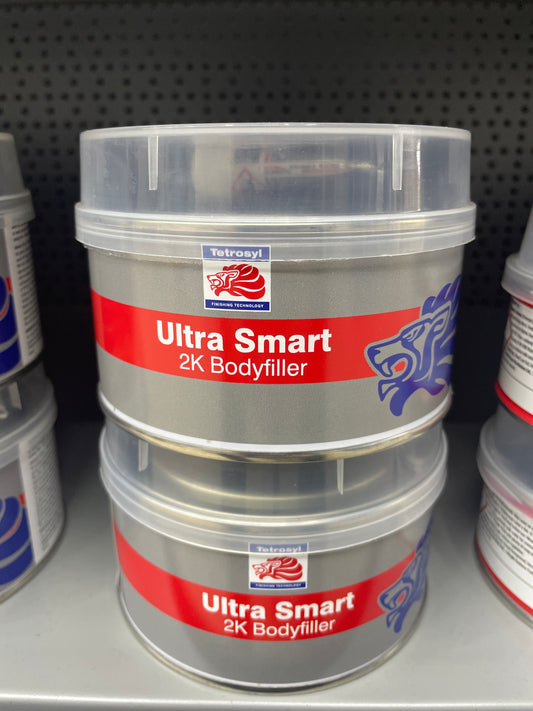 Tetrosyl
FINISHING TECHNOLOGY
Ultra Smart
2K Bodyfiller
Tetrosyl
FINISHING TECHNOLOGY
Ultra Smart
2K Bodyfiller